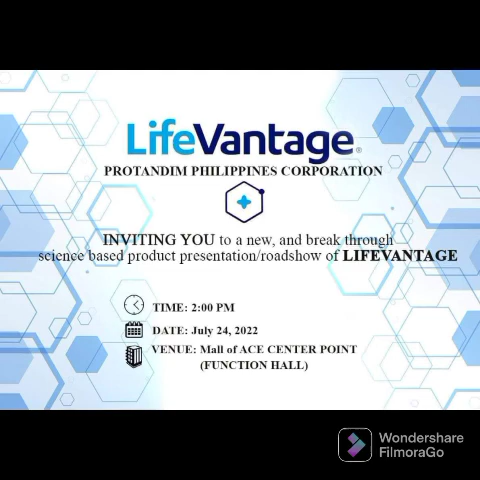 LifeVantage®
PROTANDIM PHILIPPINES CORPORATION
INVITING YOU to a new, and break through
science based product presentation/roadshow of LIFEVANTAGE
TIME: 2:00 PM
DATE: July 24, 2022
VENUE: Mall of ACE CENTER POINT
(FUNCTION HALL)
Wondershare
FilmoraGo